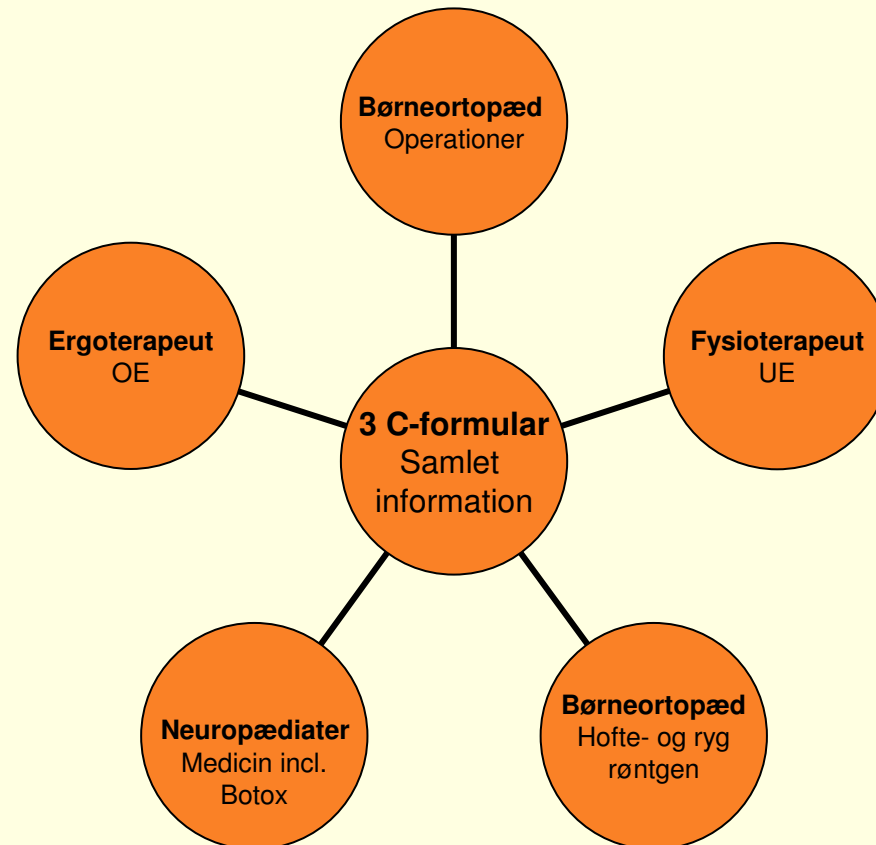 Børneortopæd
Operationer
Ergoterapeut
OE
Fysioterapeut
UE
3 C-formular
Samlet
information
Neuropædiater
Medicin incl.
Botox
Børneortopæd
Hofte- og ryg
røntgen